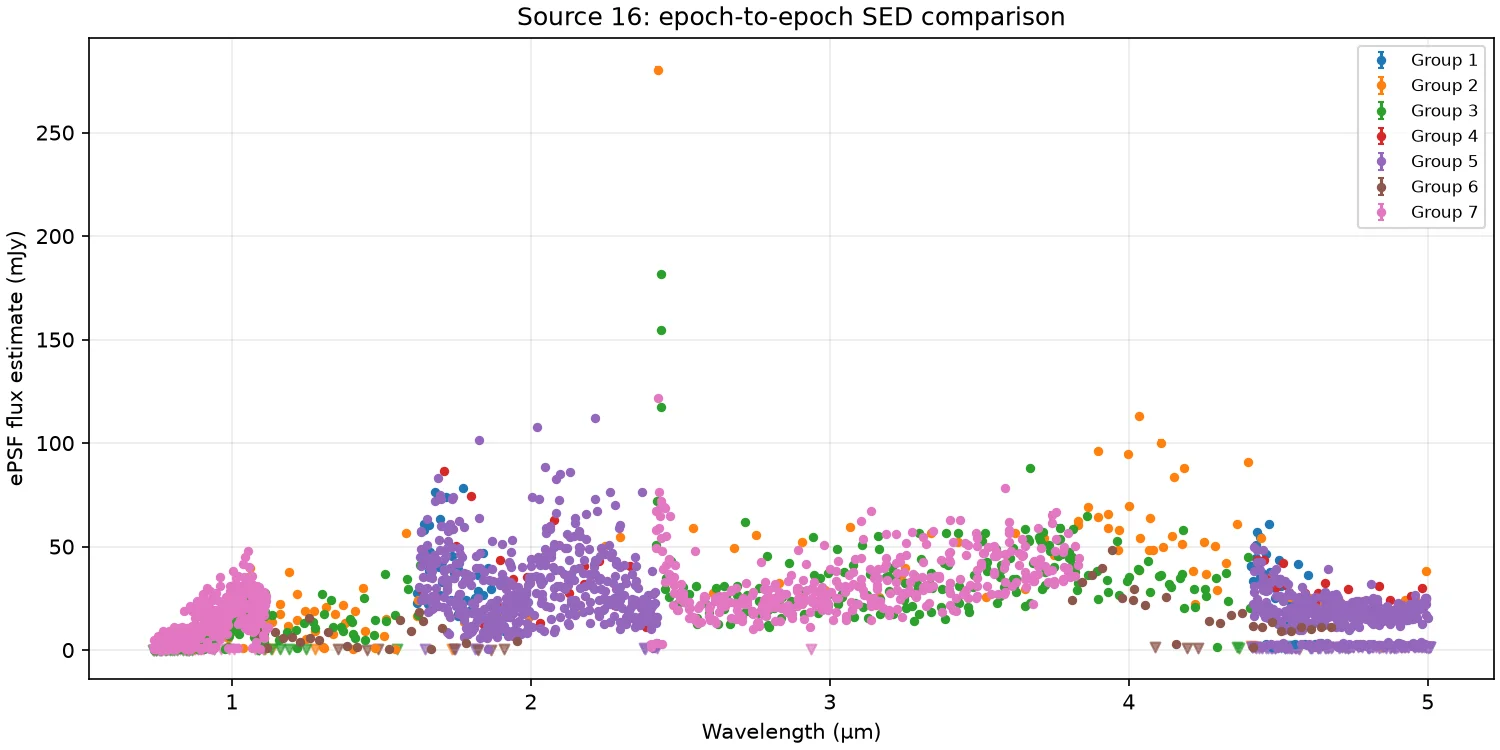 Source 16: epoch-to-epoch SED comparison
ePSF flux estimate (mJy)
250
200
150
100
50
0
1 2 3 4 5
Wavelength (μm)
Group 1
Group 2
Group 3
Group 4
Group 5
Group 6
Group 7